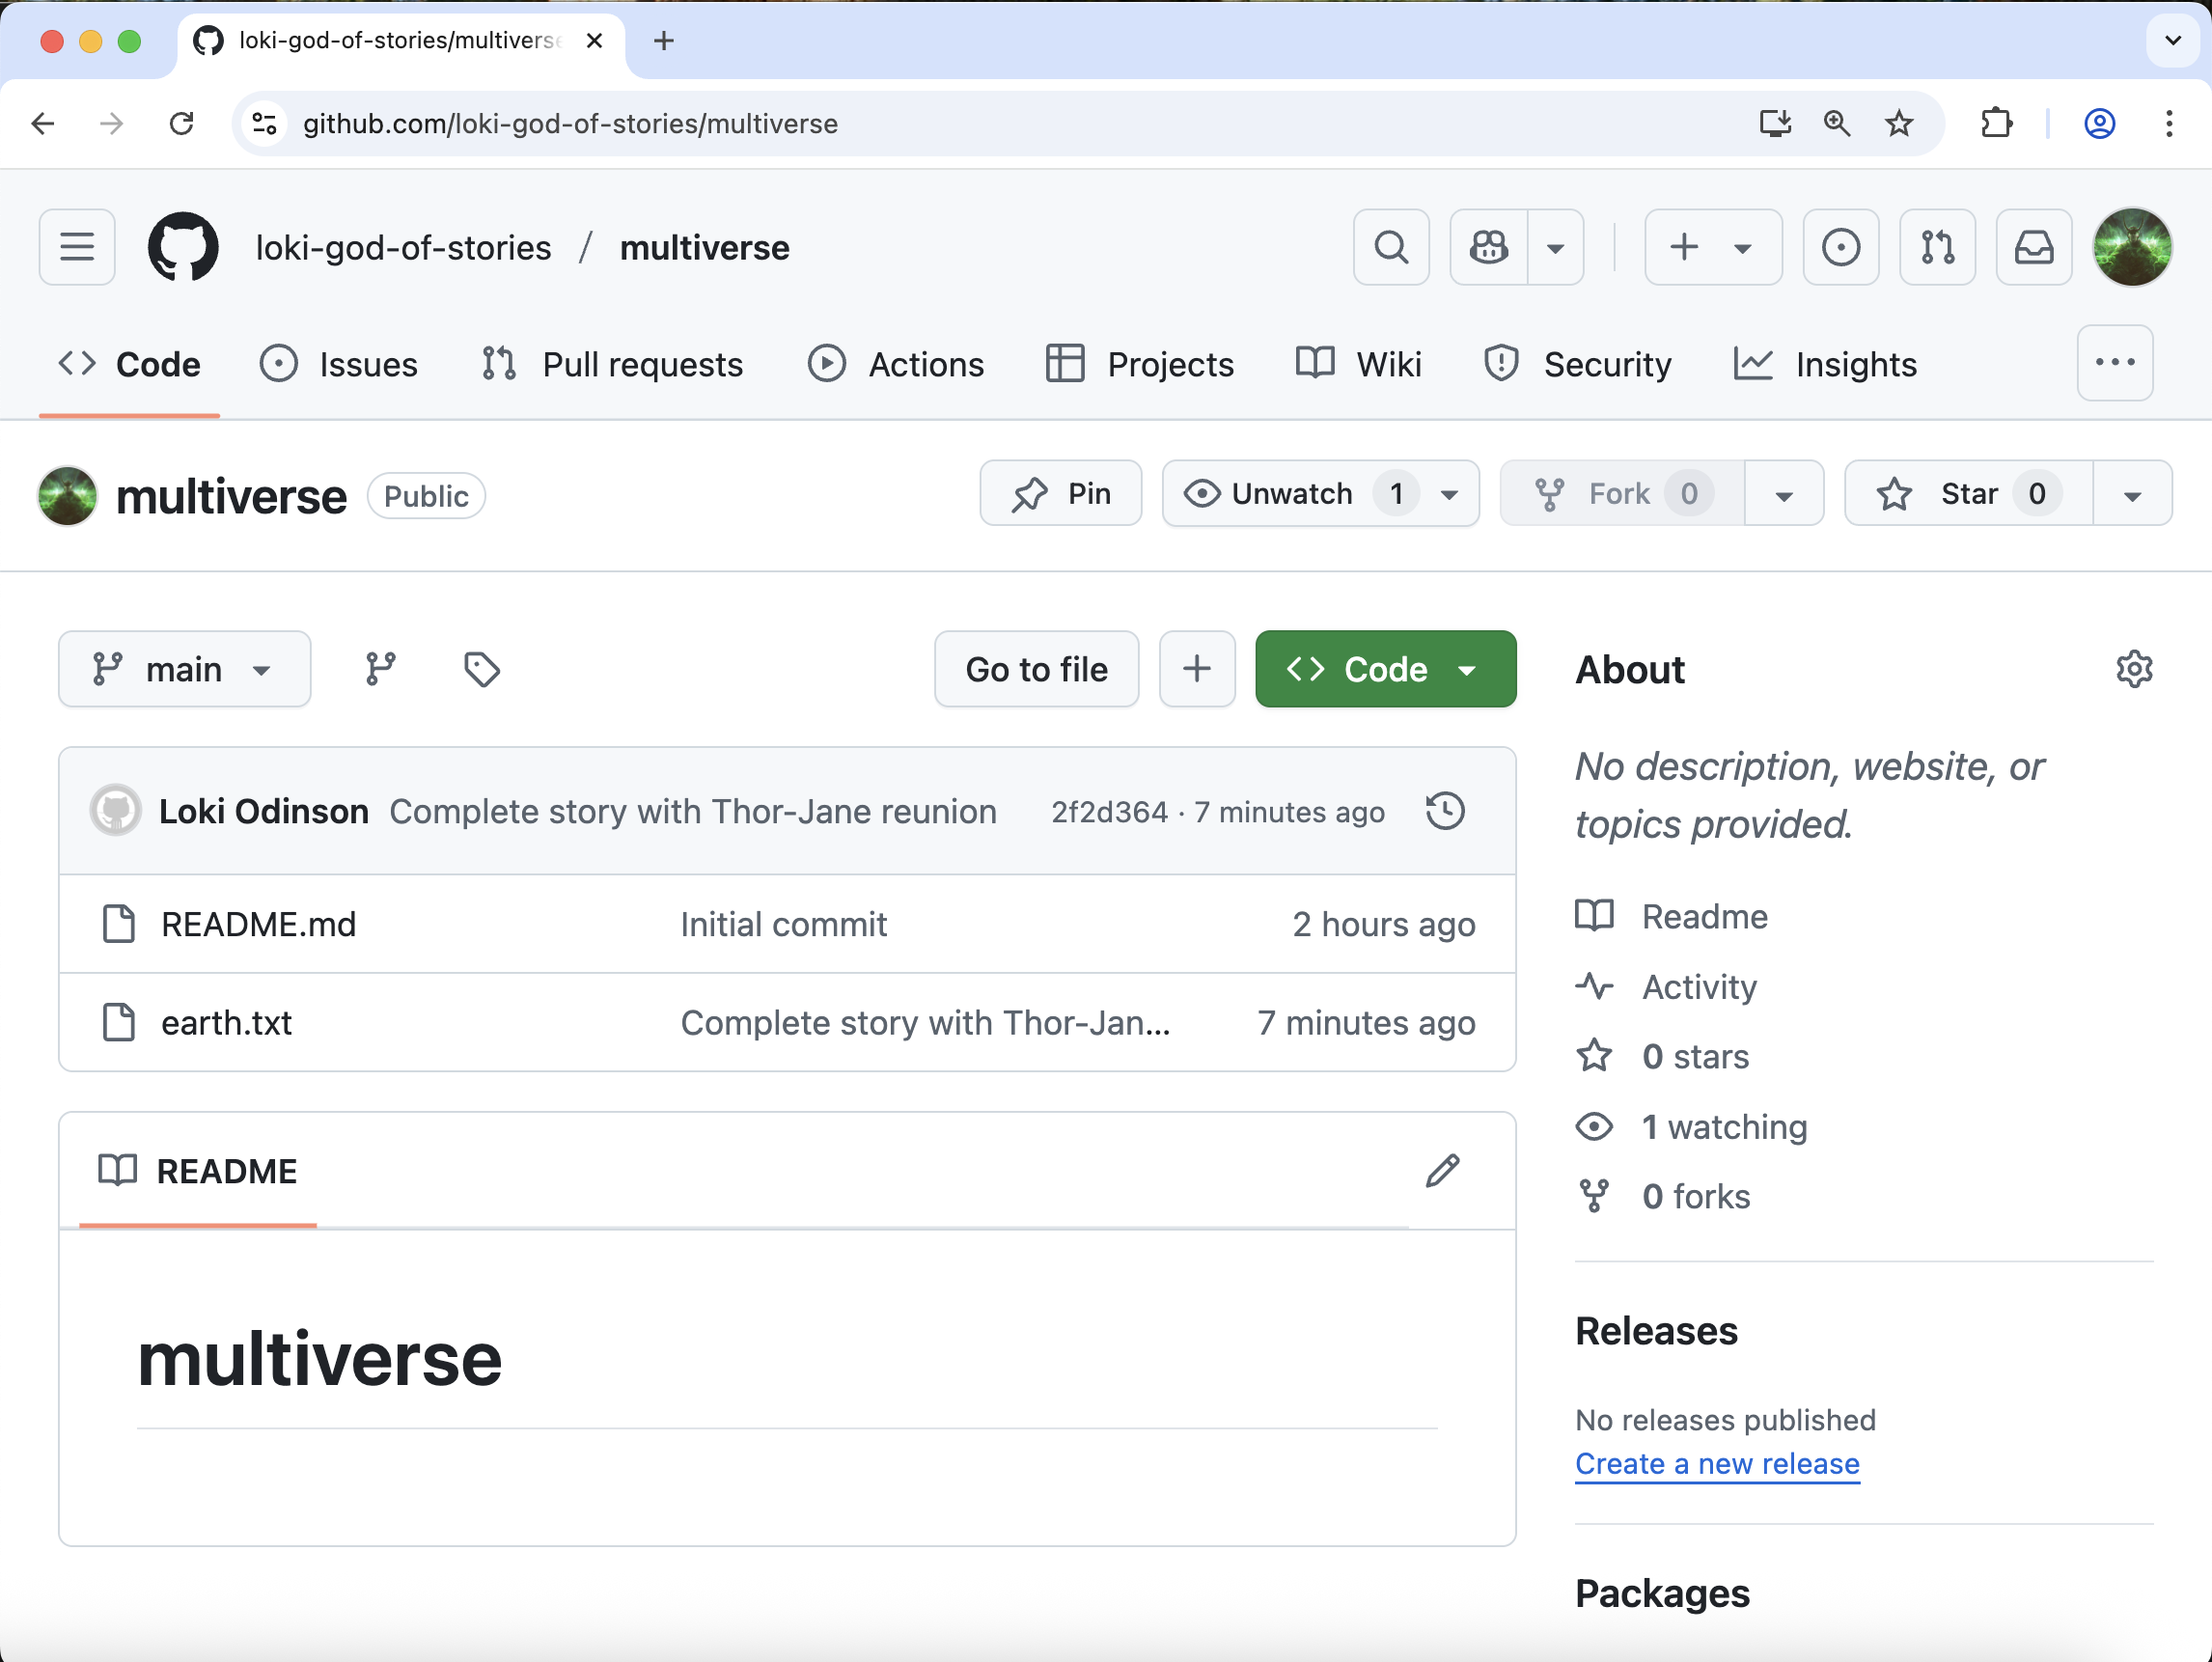 loki-god-of-stories/multiverse
github.com/loki-god-of-stories/multiverse
loki-god-of-stories / multiverse
Code Issues Pull requests Actions Projects Wiki Security Insights
multiverse Public Pin Unwatch 1 Fork 0 Star 0
main Go to file Code
Loki Odinson Complete story with Thor-Jane reunion 2f2d364 · 7 minutes ago
README.md Initial commit 2 hours ago
earth.txt Complete story with Thor-Jan... 7 minutes ago
README
multiverse
About
No description, website, or
topics provided.
Readme
Activity
0 stars
1 watching
0 forks
Releases
No releases published
Create a new release
Packages